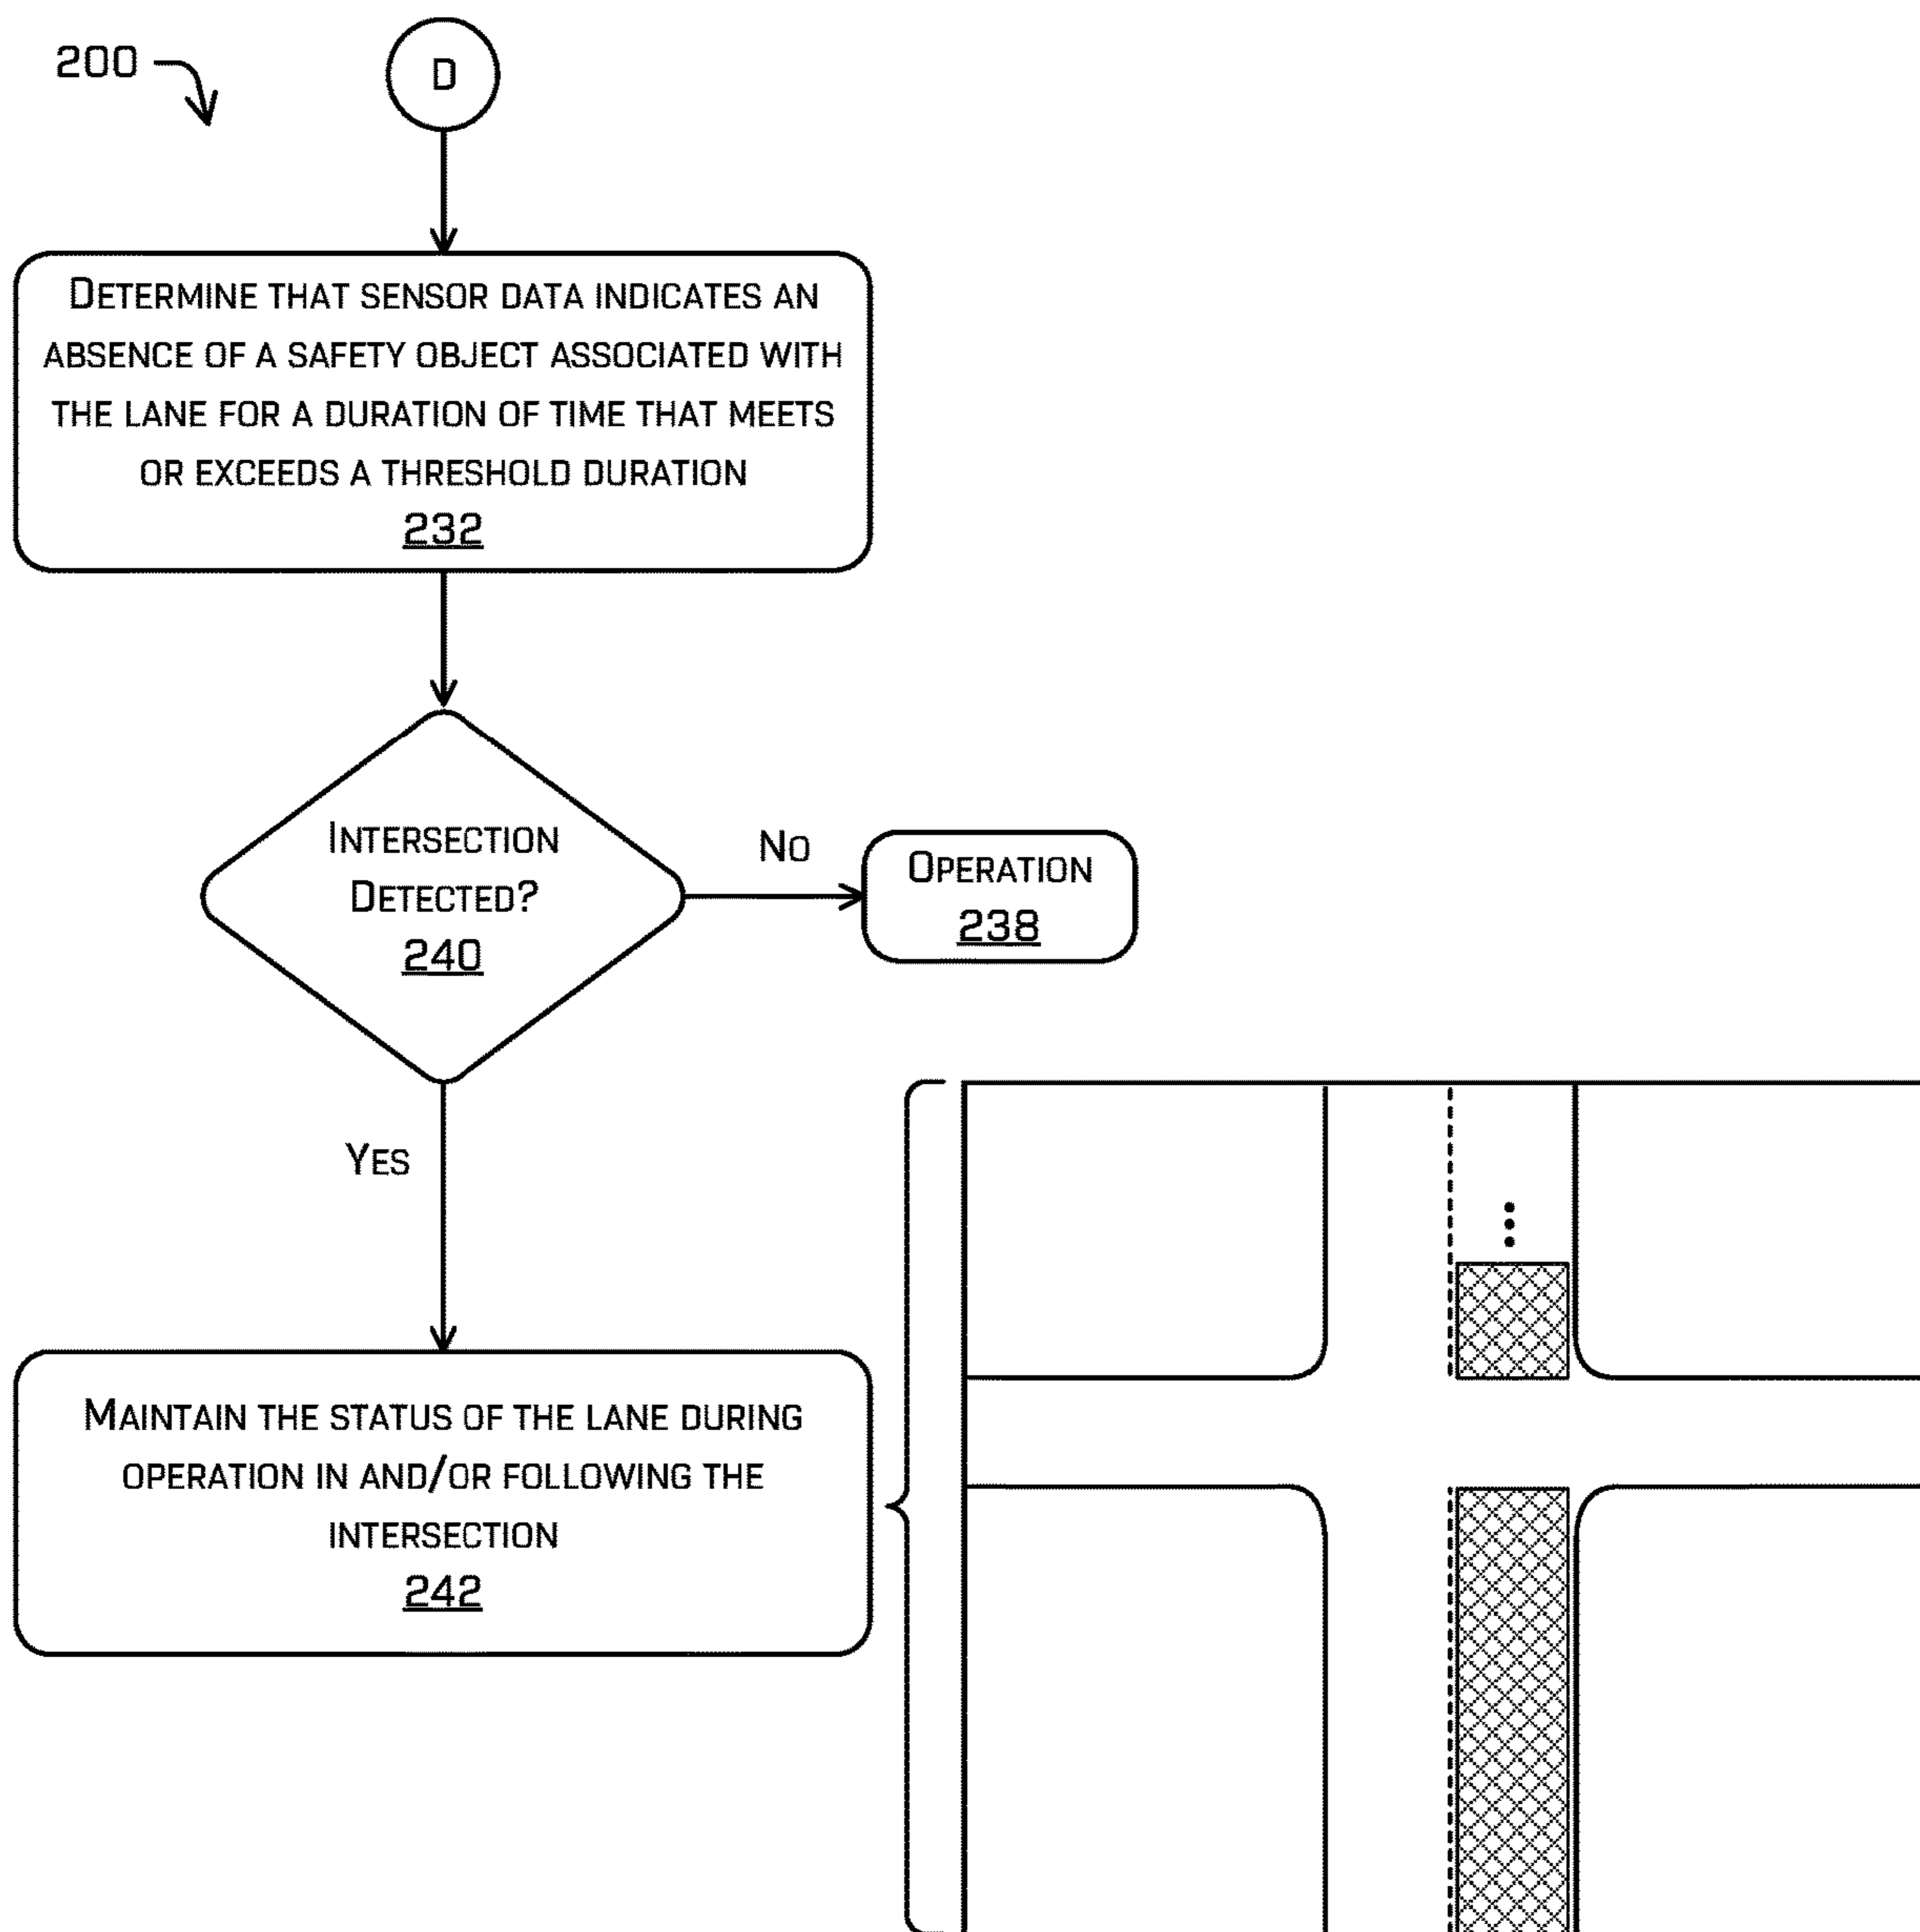 200
D
DETERMINE THAT SENSOR DATA INDICATES AN
ABSENCE OF A SAFETY OBJECT ASSOCIATED WITH
THE LANE FOR A DURATION OF TIME THAT MEETS
OR EXCEEDS A THRESHOLD DURATION
232
INTERSECTION
DETECTED?
240
NO
OPERATION
238
YES
MAINTAIN THE STATUS OF THE LANE DURING
OPERATION IN AND/OR FOLLOWING THE
INTERSECTION
242